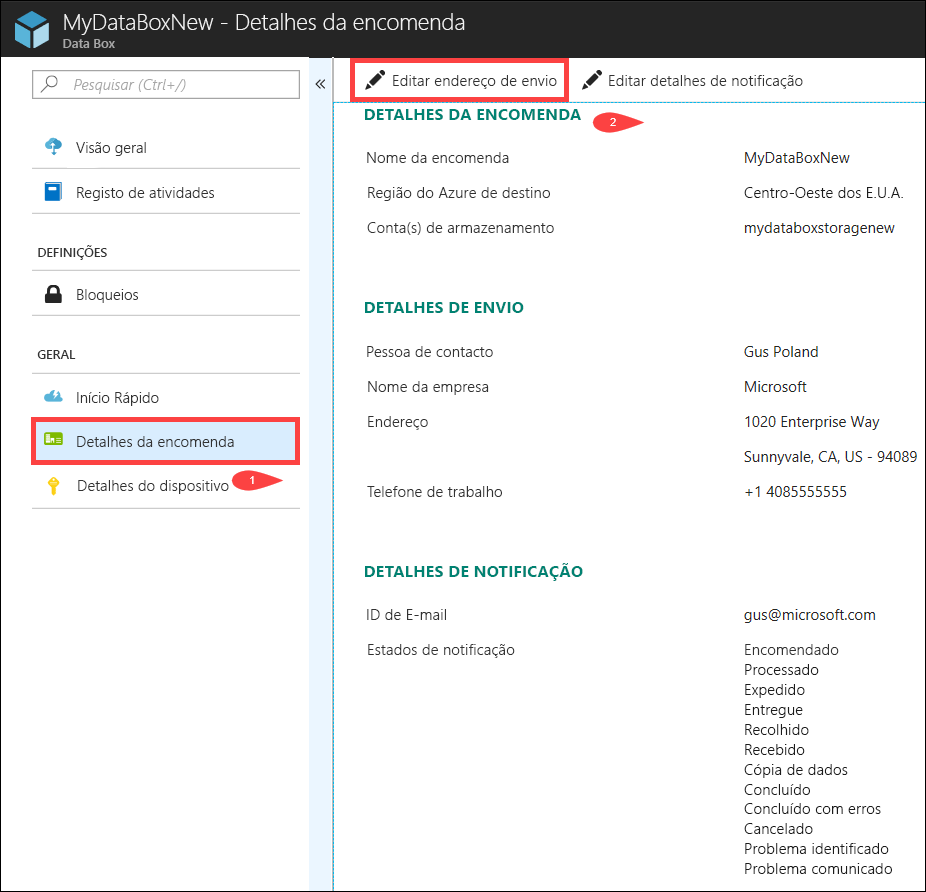 MyDataBoxNew - Detalhes da encomenda
Data Box
Pesquisar (Ctrl+/)
«
Visão geral
Registo de atividades
DEFINIÇÕES
Bloqueios
GERAL
Início Rápido
Detalhes da encomenda
Detalhes do dispositivo
1
Editar endereço de envio
Editar detalhes de notificação
DETALHES DA ENCOMENDA
2
Nome da encomenda MyDataBoxNew
Região do Azure de destino Centro-Oeste dos E.U.A.
Conta(s) de armazenamento mydataboxstoragenew
DETALHES DE ENVIO
Pessoa de contacto Gus Poland
Nome da empresa Microsoft
Endereço 1020 Enterprise Way
Sunnyvale, CA, US - 94089
Telefone de trabalho +1 4085555555
DETALHES DE NOTIFICAÇÃO
ID de E-mail gus@microsoft.com
Estados de notificação Encomendado
Processado
Expedido
Entregue
Recolhido
Recebido
Cópia de dados
Concluído
Concluído com erros
Cancelado
Problema identificado
Problema comunicado